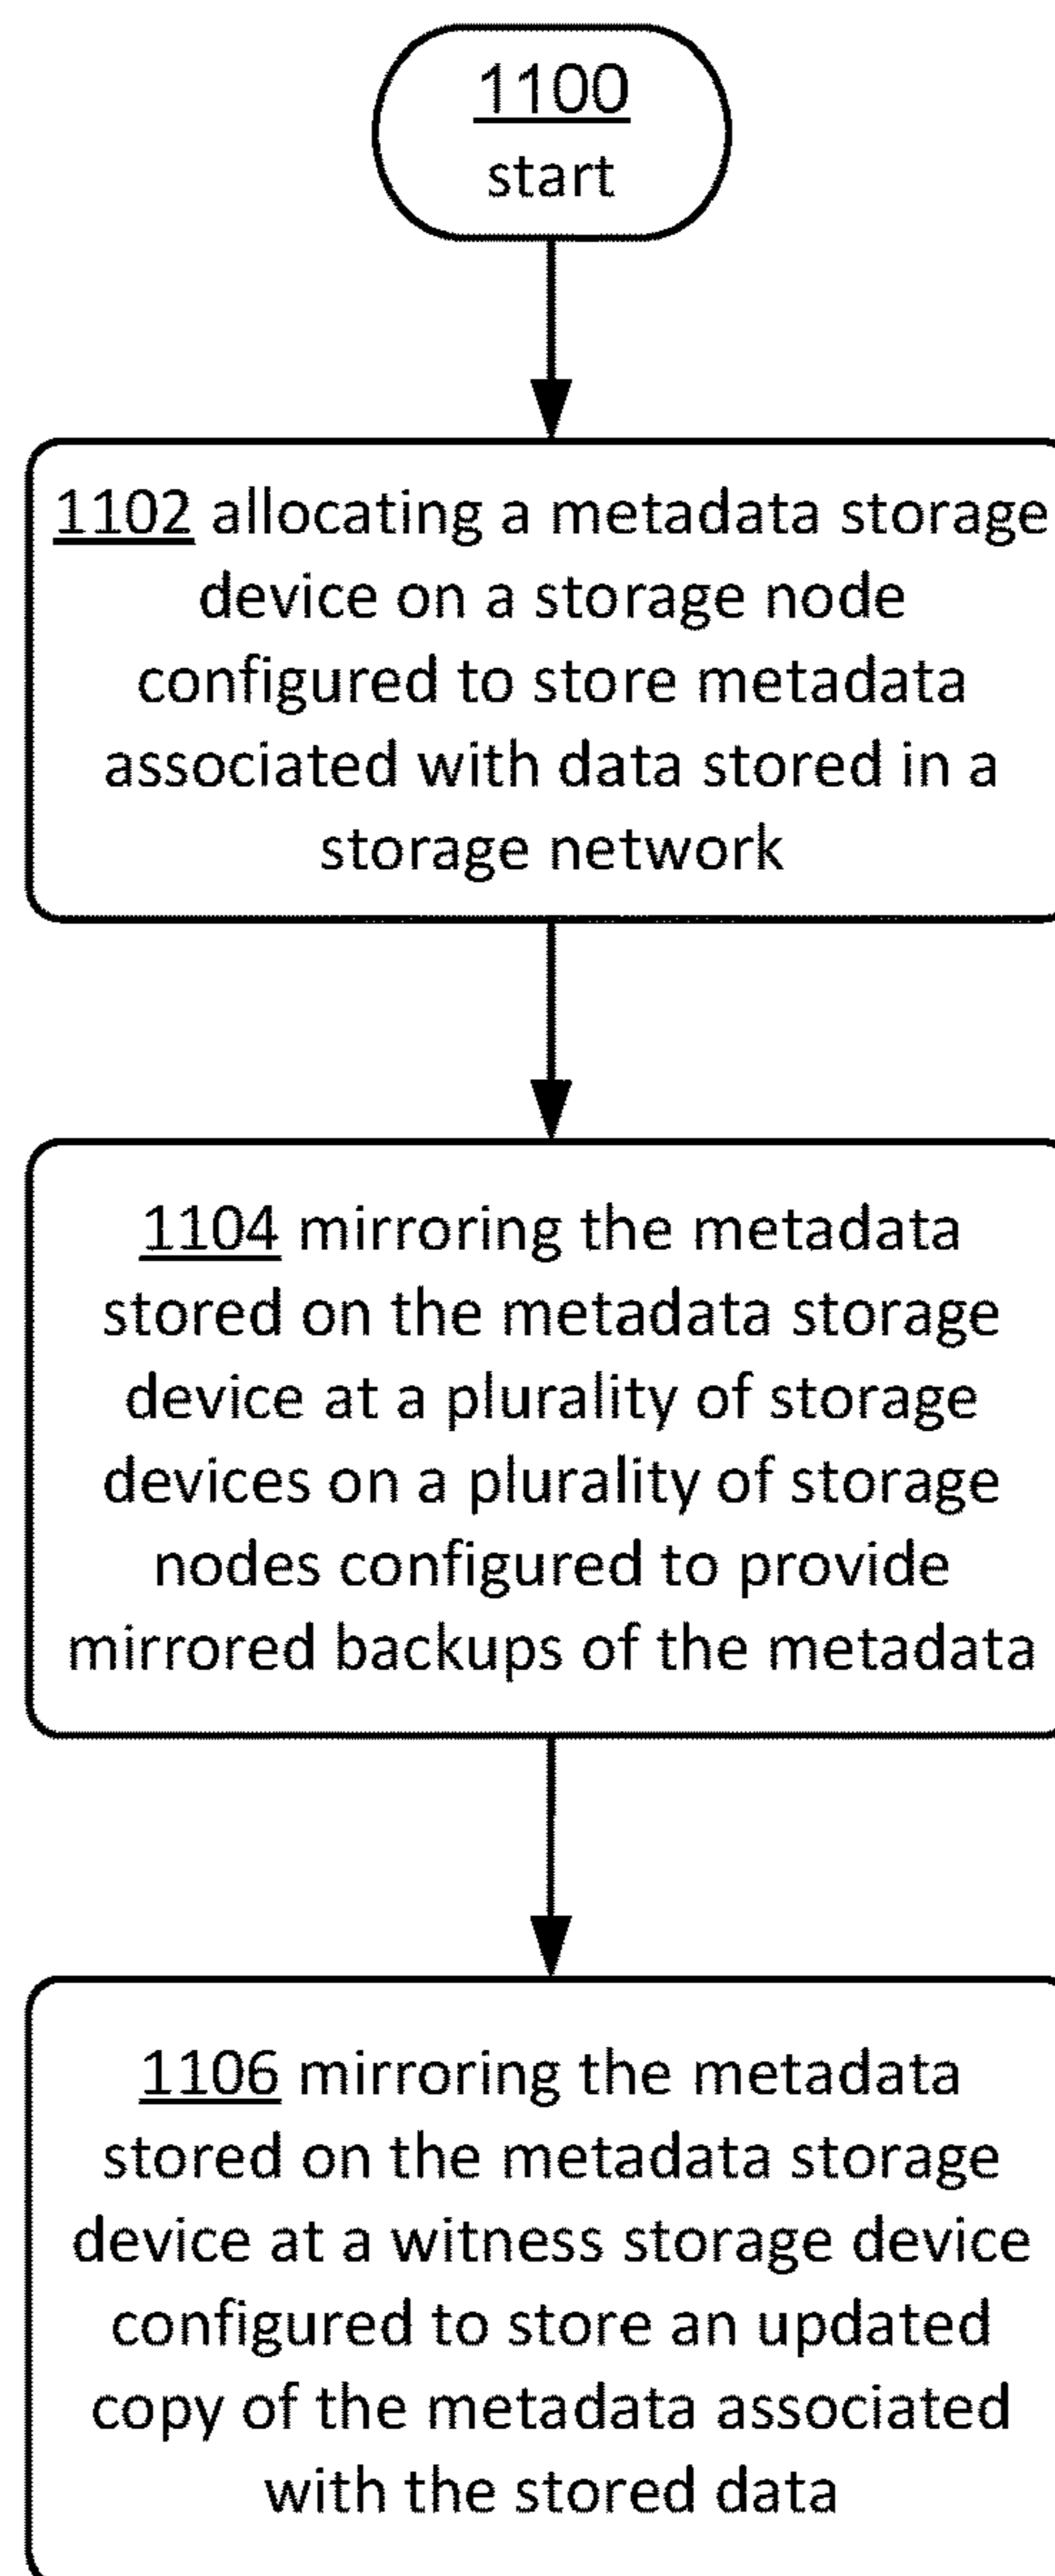 1100
start
1102 allocating a metadata storage
device on a storage node
configured to store metadata
associated with data stored in a
storage network
1104 mirroring the metadata
stored on the metadata storage
device at a plurality of storage
devices on a plurality of storage
nodes configured to provide
mirrored backups of the metadata
1106 mirroring the metadata
stored on the metadata storage
device at a witness storage device
configured to store an updated
copy of the metadata associated
with the stored data